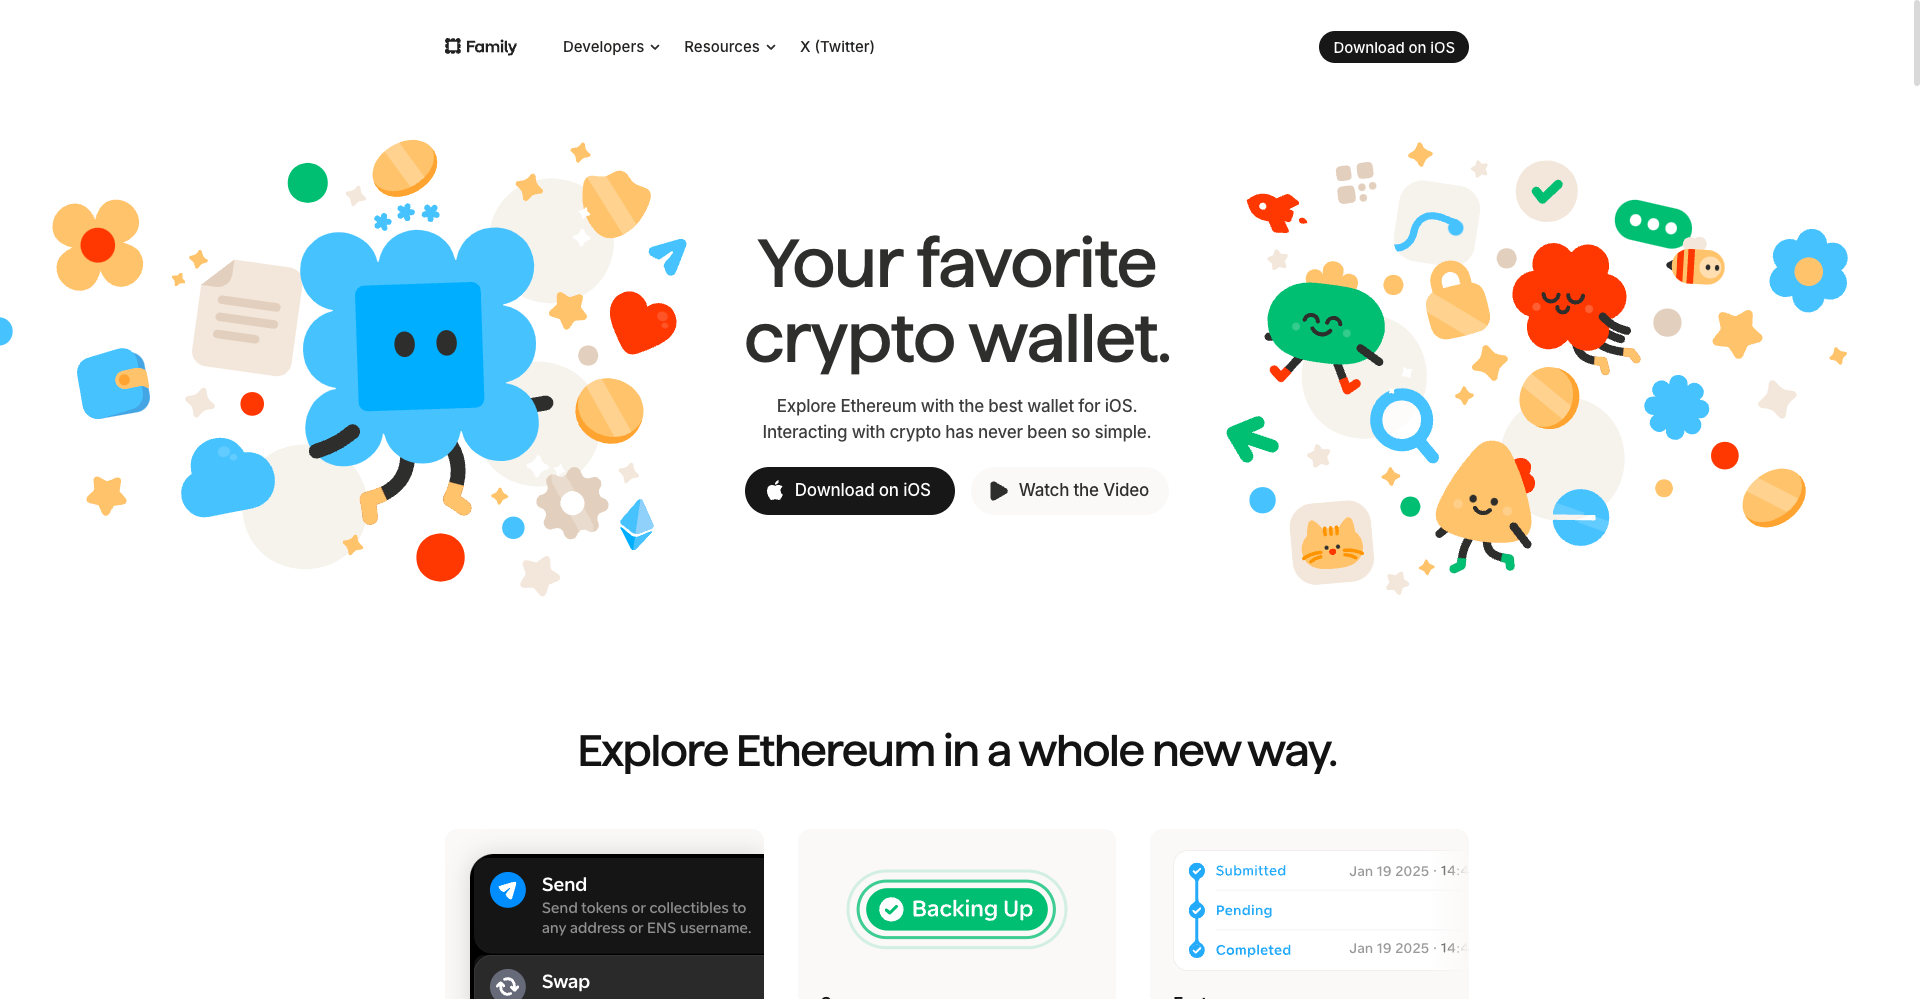 Family
Developers
Resources
X (Twitter)
Download on iOS
Your favorite
crypto wallet.
Explore Ethereum with the best wallet for iOS.
Interacting with crypto has never been so simple.
Download on iOS
Watch the Video
Explore Ethereum in a whole new way.
Send
Send tokens or collectibles to
any address or ENS username.
Swap
Backing Up
Submitted
Jan 19 2025 · 14:4
Pending
Completed
Jan 19 2025 · 14:4